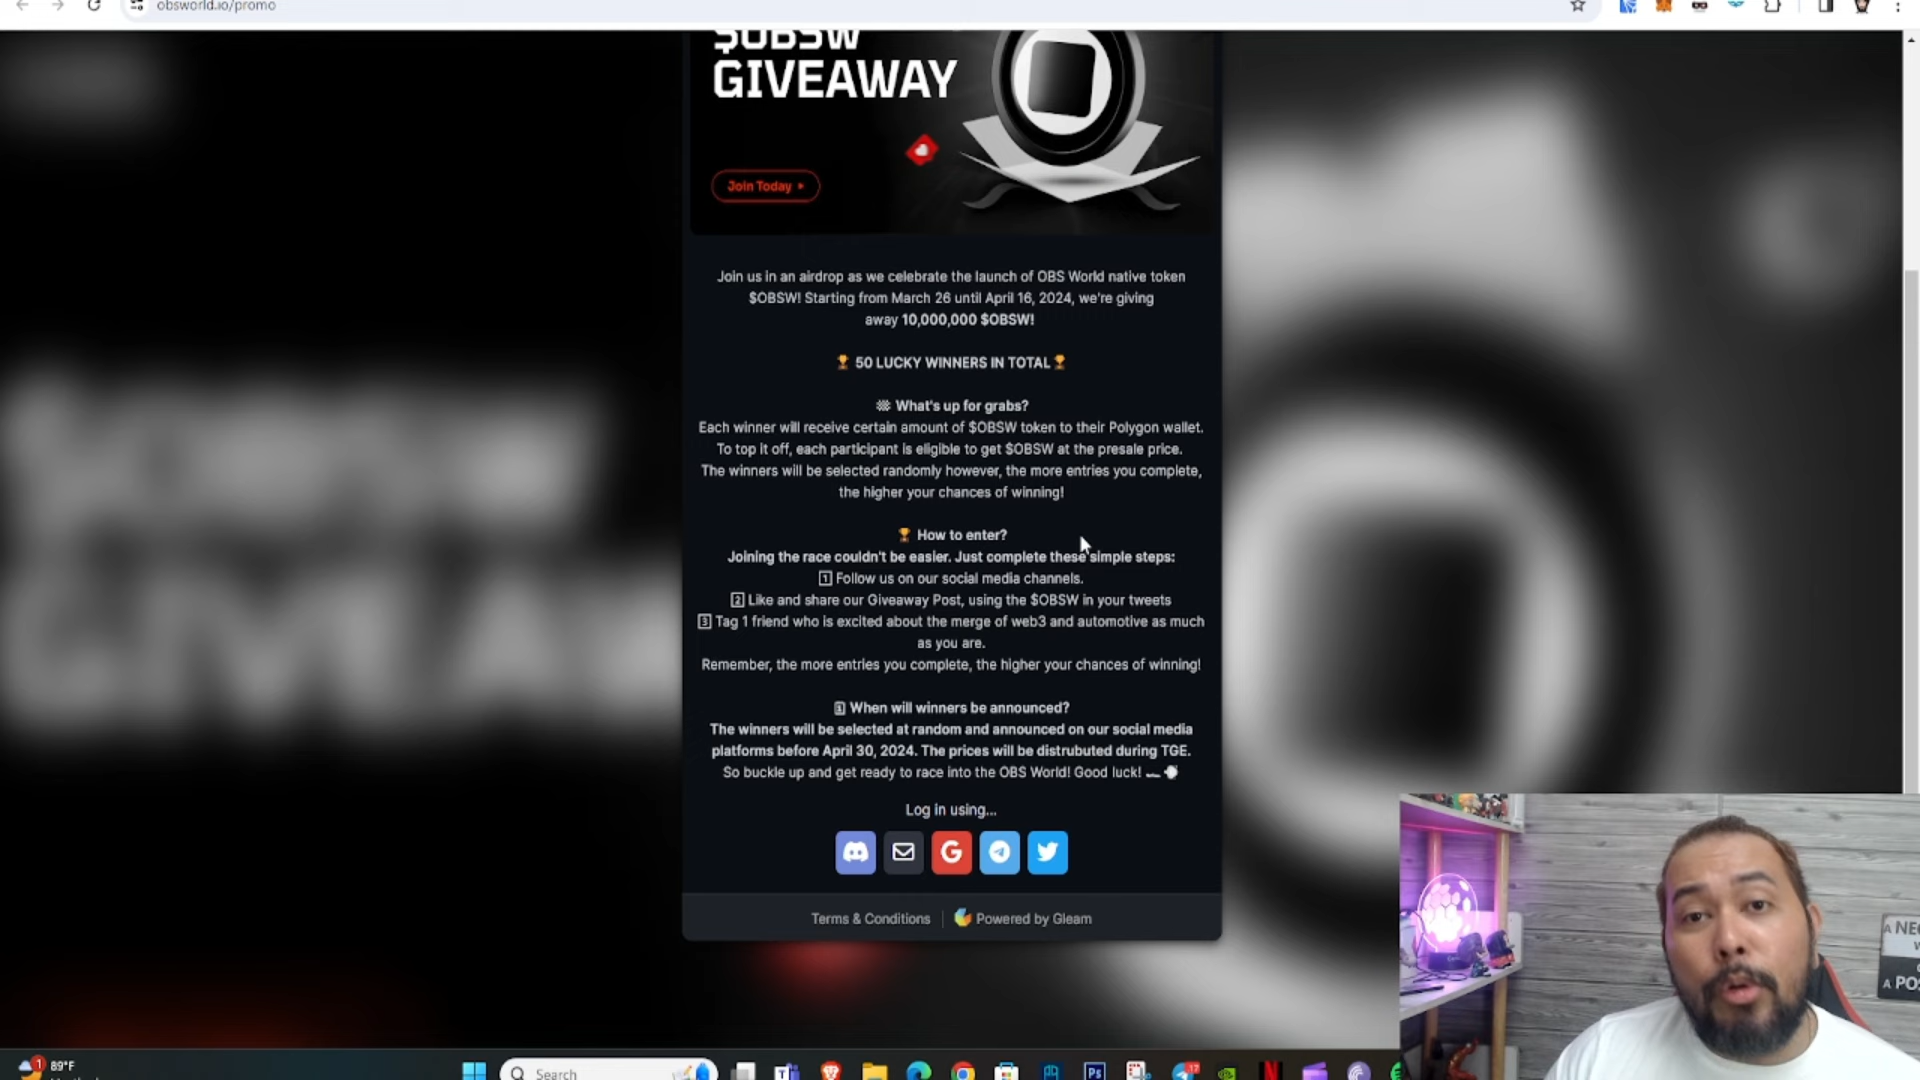 obsworld.io/promo
$OBSW
GIVEAWAY
Join Today
Join us in an airdrop as we celebrate the launch of OBS World native token
$OBSW! Starting from March 26 until April 16, 2024, we're giving
away 10,000,000 $OBSW!
50 LUCKY WINNERS IN TOTAL
What's up for grabs?
Each winner will receive certain amount of $OBSW token to their Polygon wallet.
To top it off, each participant is eligible to get $OBSW at the presale price.
The winners will be selected randomly however, the more entries you complete,
the higher your chances of winning!
How to enter?
Joining the race couldn't be easier. Just complete these simple steps:
1 Follow us on our social media channels.
2 Like and share our Giveaway Post, using the $OBSW in your tweets
3 Tag 1 friend who is excited about the merge of web3 and automotive as much
as you are.
Remember, the more entries you complete, the higher your chances of winning!
When will winners be announced?
The winners will be selected at random and announced on our social media
platforms before April 30, 2024. The prices will be distrubuted during TGE.
So buckle up and get ready to race into the OBS World! Good luck!
Log in using...
G
Terms & Conditions
Powered by Gleam
A NEG
A POS
1
89°F
Search
Ps
17
N